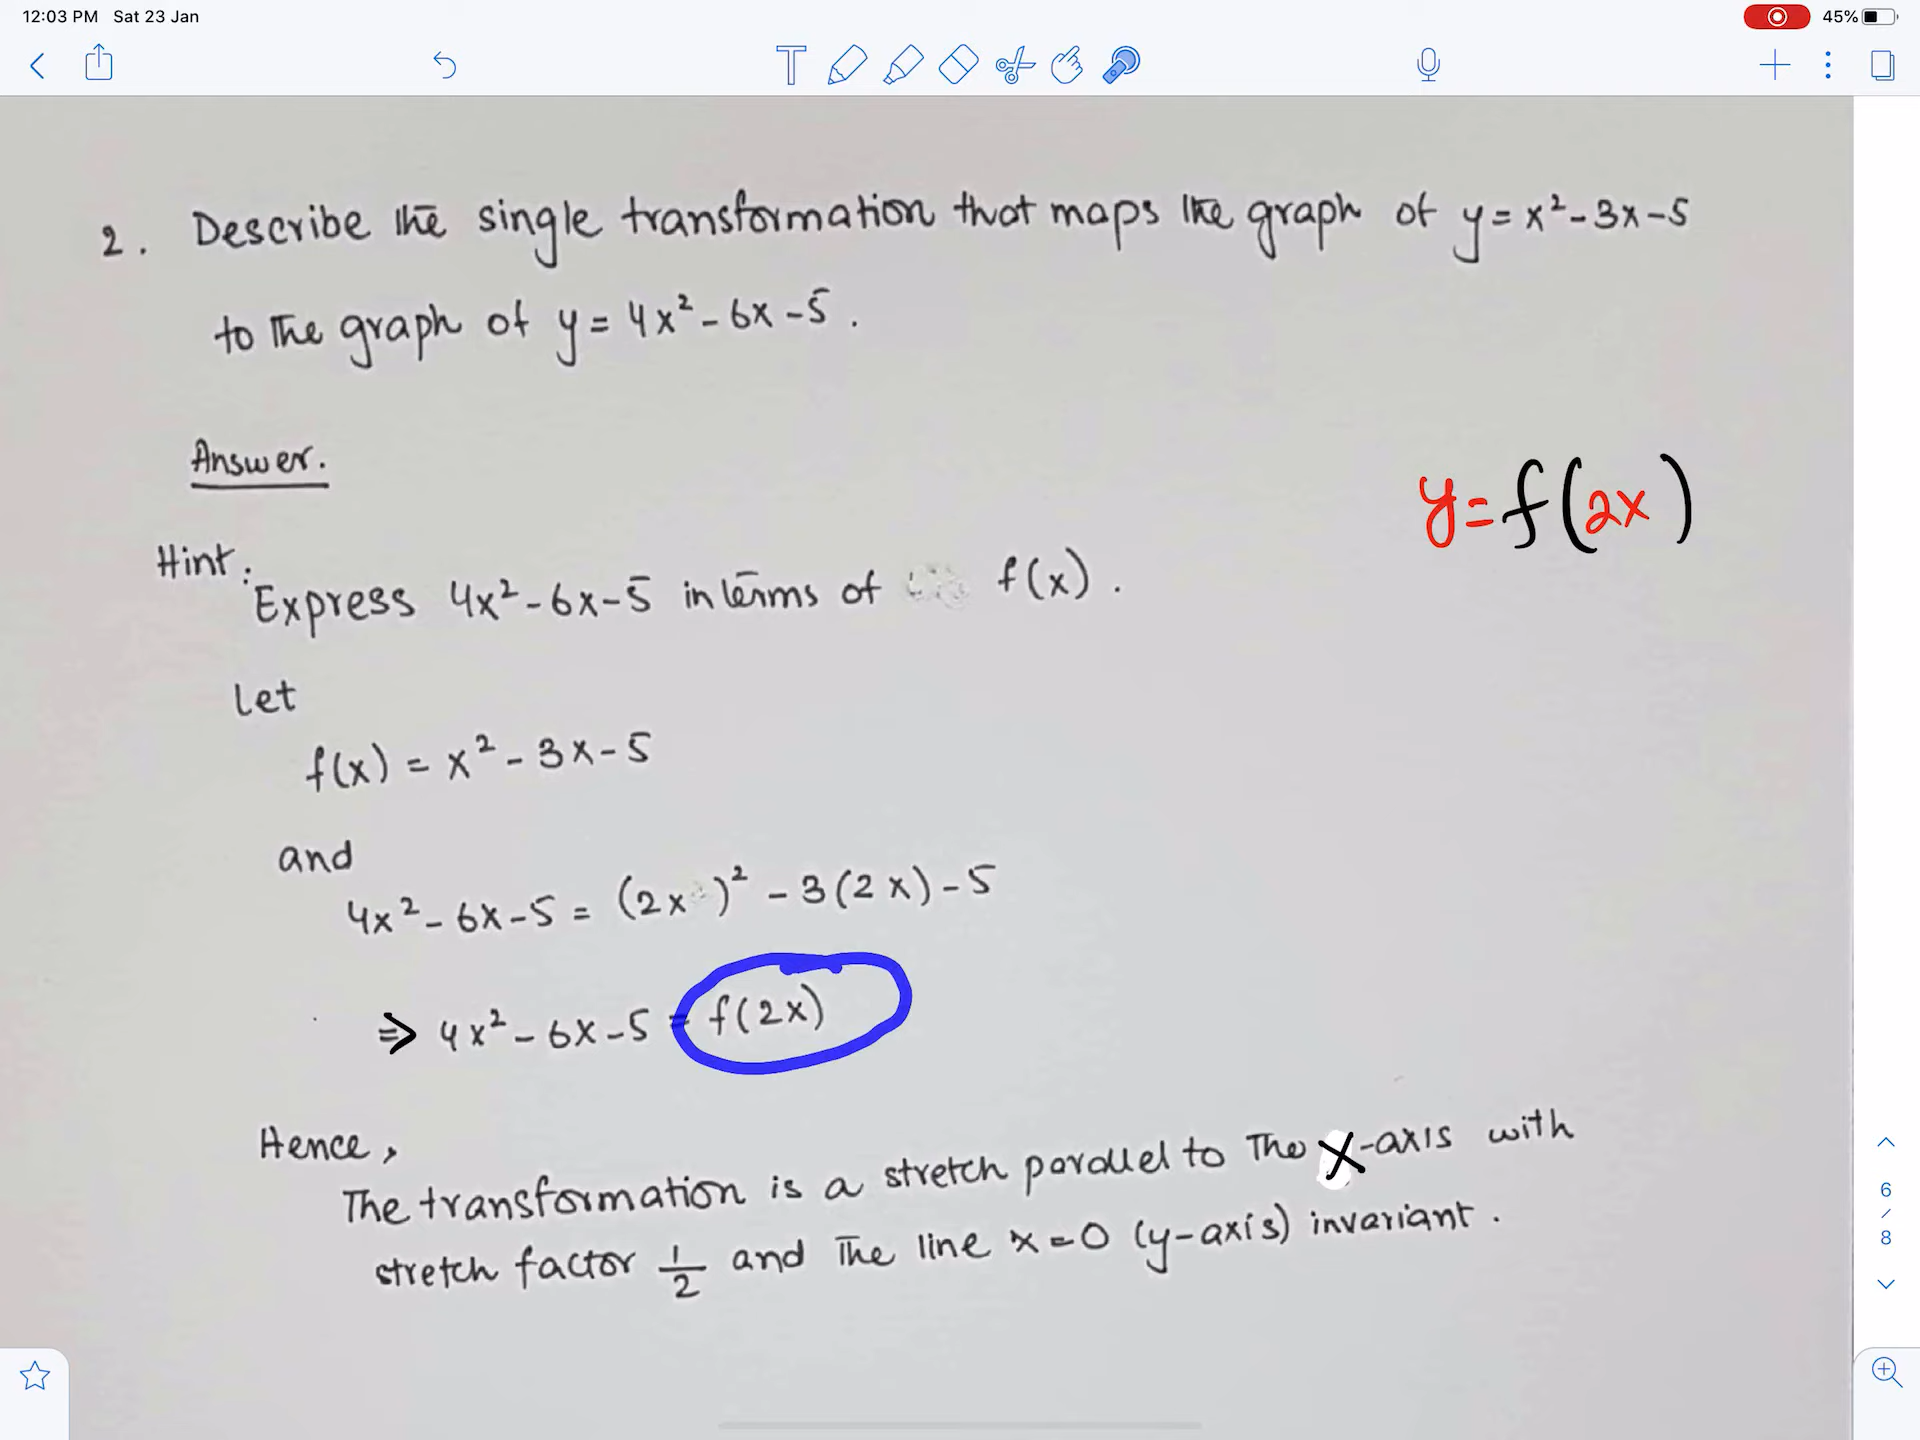 12:03 PM Sat 23 Jan
45%
2. Describe the single transformation that maps the graph of y = x² - 3x - 5
to the graph of y = 4x² - 6x - 5.
Answer.
y = f(2x)
Hint:
Express 4x² - 6x - 5 in terms of f(x).
Let
f(x) = x² - 3x - 5
and
4x² - 6x - 5 = (2x)² - 3(2x) - 5
⇒ 4x² - 6x - 5 = f(2x)
Hence,
The transformation is a stretch parallel to The X-axis with
stretch factor 1/2 and The line x = 0 (y-axis) invariant.
6
/
8